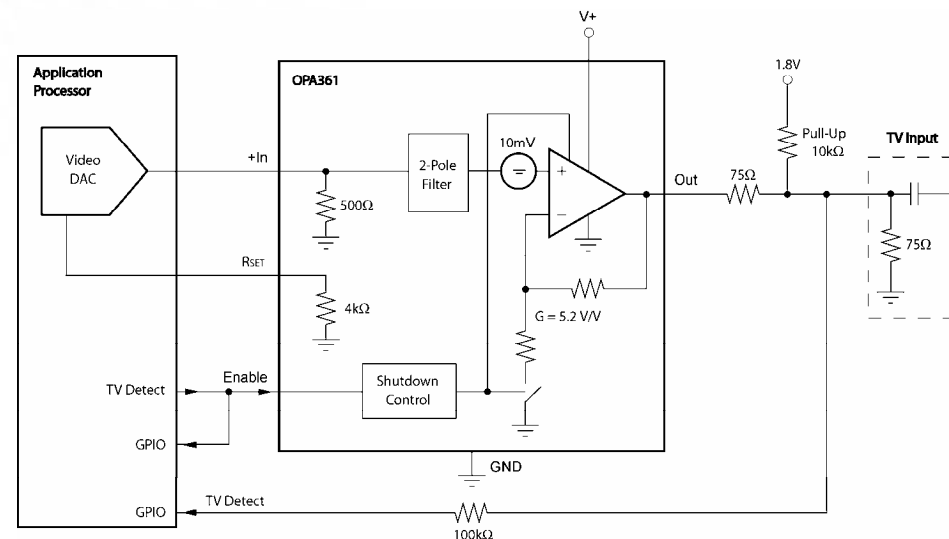 V+
Application
Processor
OPA361
1.8V
Video
DAC
+In
2-Pole
Filter
10mV
=
+
−
Pull-Up
10kΩ
TV Input
Out
75Ω
500Ω
75Ω
RSET
4kΩ
G = 5.2 V/V
TV Detect
Enable
Shutdown
Control
GPIO
GND
GPIO
TV Detect
100kΩ